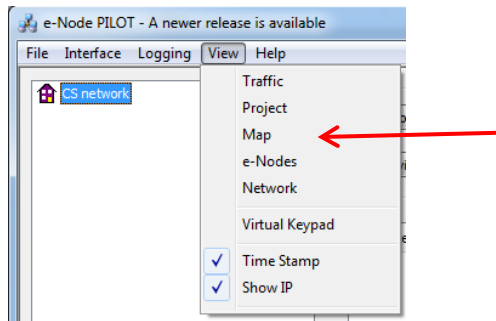 e-Node PILOT - A newer release is available
File Interface Logging View Help
CS network
Traffic
Project
Map
e-Nodes
Network
Virtual Keypad
Time Stamp
Show IP